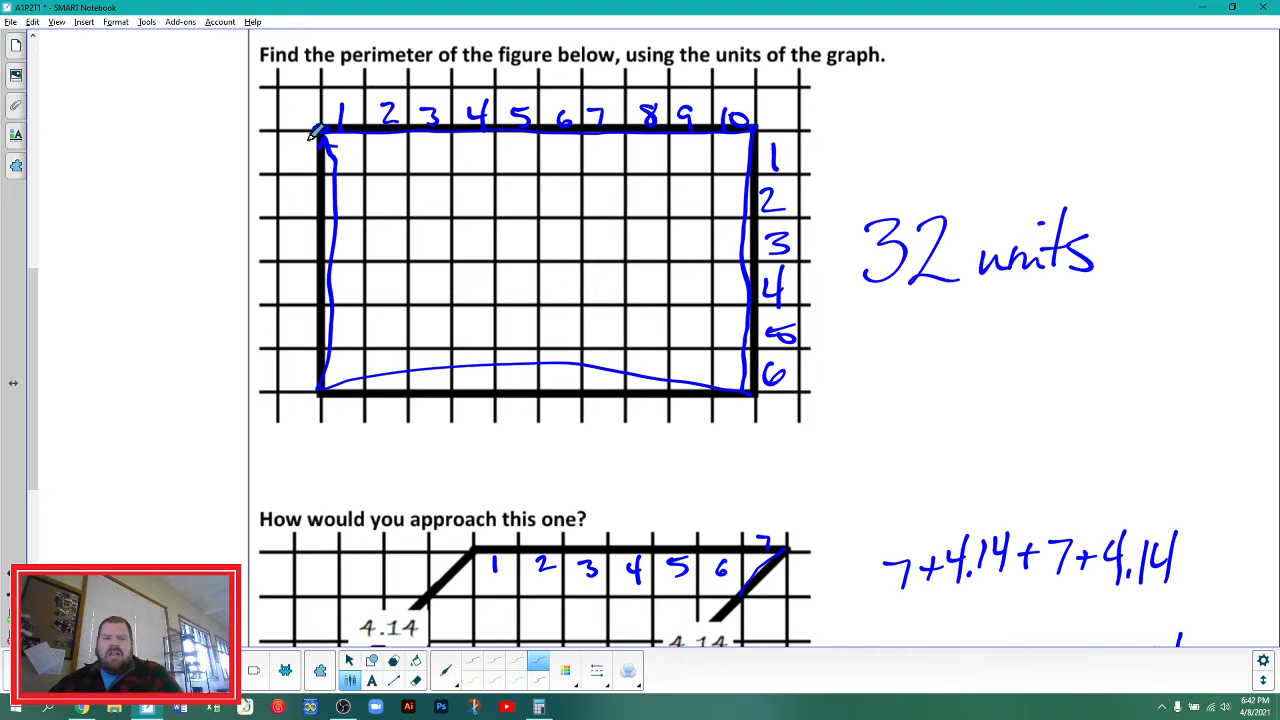 A1P2T1 * - SMART Notebook
File Edit View Insert Format Tools Add-ons Account Help
Find the perimeter of the figure below, using the units of the graph.
1 2 3 4 5 6 7 8 9 10
1
2
3
4
5
6
32 units
How would you approach this one?
1 2 3 4 5 6 7
7+4.14+7+4.14
4.14
4.14
6:42 PM
4/8/2021